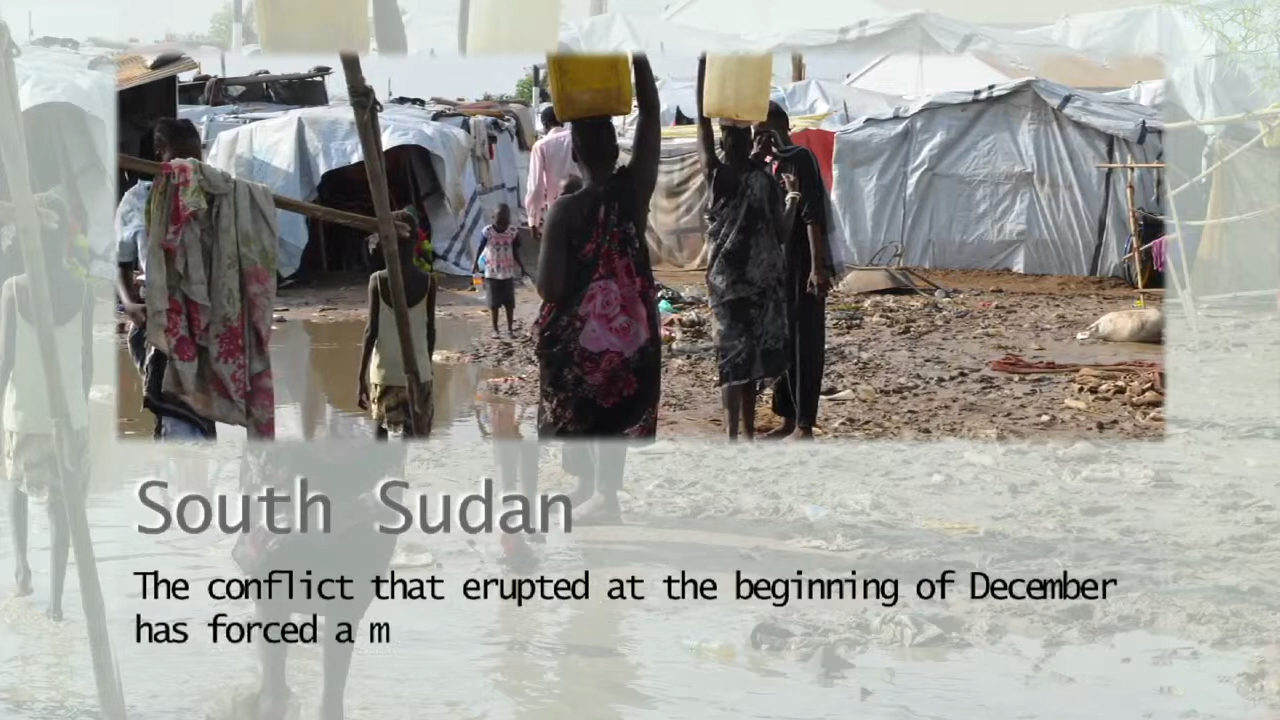 South Sudan
The conflict that erupted at the beginning of December
has forced a m